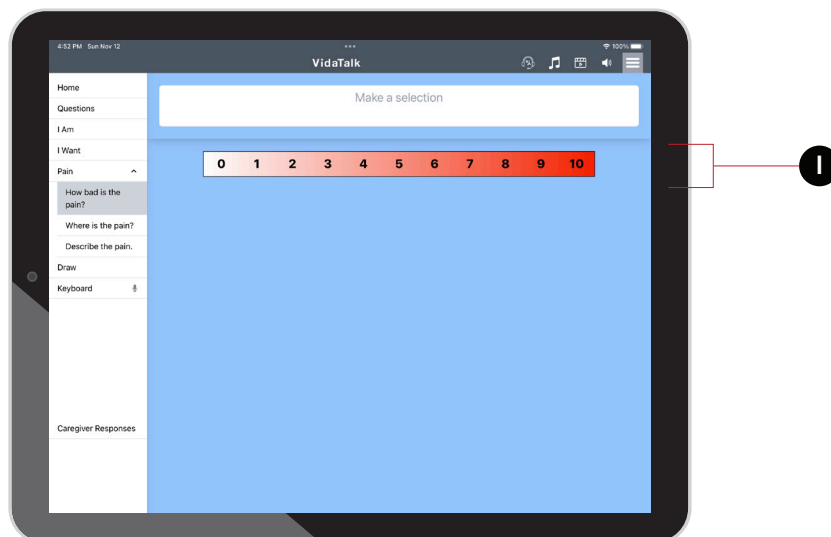 4:52 PM Sun Nov 12
100%
VidaTalk
Home
Questions
I Am
I Want
Pain
How bad is the
pain?
Where is the pain?
Describe the pain.
Draw
Keyboard
Caregiver Responses
Make a selection
0 1 2 3 4 5 6 7 8 9 10
I